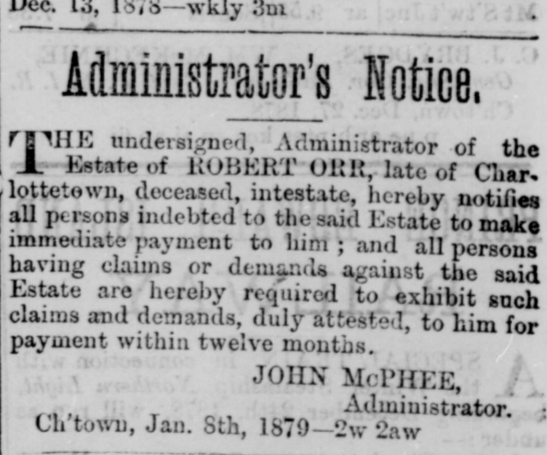 Dec. 13, 1878—wkly 3m
Administrator's Notice.
THE undersigned, Administrator of the
Estate of ROBERT ORR, late of Char-
lottetown, deceased, intestate, hereby notifies
all persons indebted to the said Estate to make
immediate payment to him; and all persons
having claims or demands against the said
Estate are hereby required to exhibit such
claims and demands, duly attested, to him for
payment within twelve months.
JOHN McPHEE,
Administrator.
Ch'town, Jan. 8th, 1879—2w 2aw